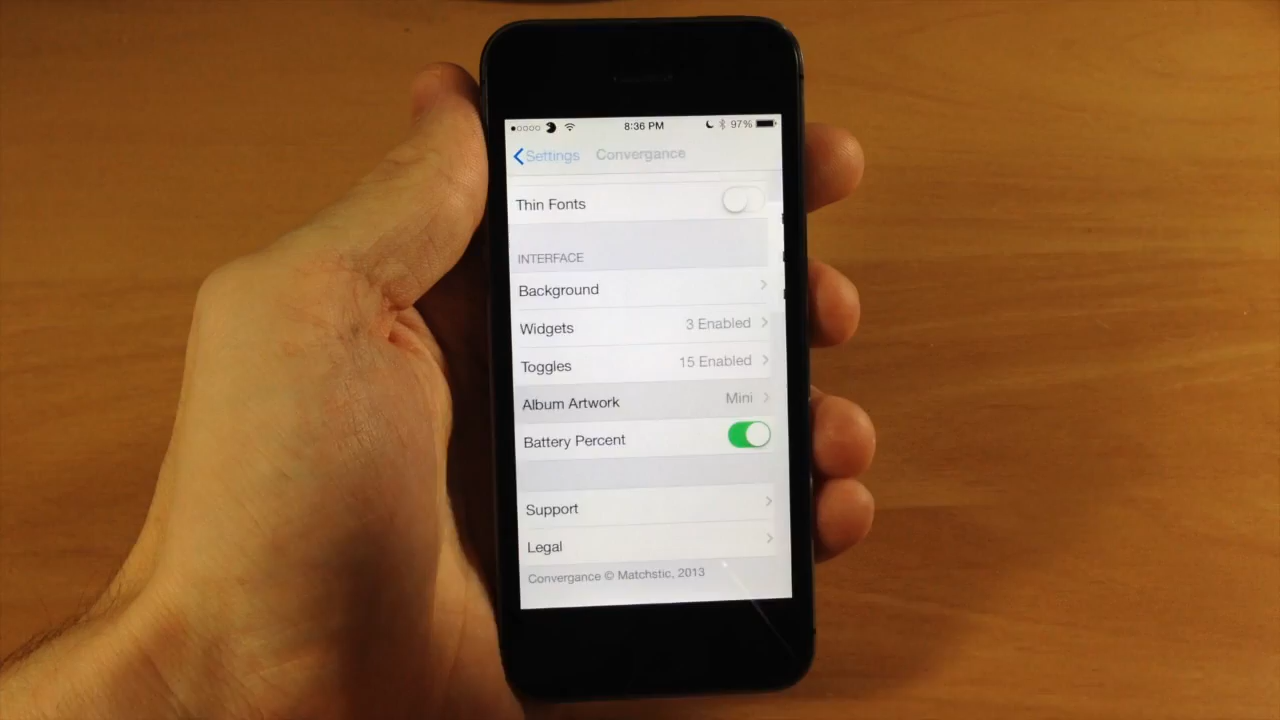 8:36 PM 97%
Settings Convergance
Thin Fonts
INTERFACE
Background
Widgets 3 Enabled
Toggles 15 Enabled
Album Artwork Mini
Battery Percent
Support
Legal
Convergance © Matchstic, 2013